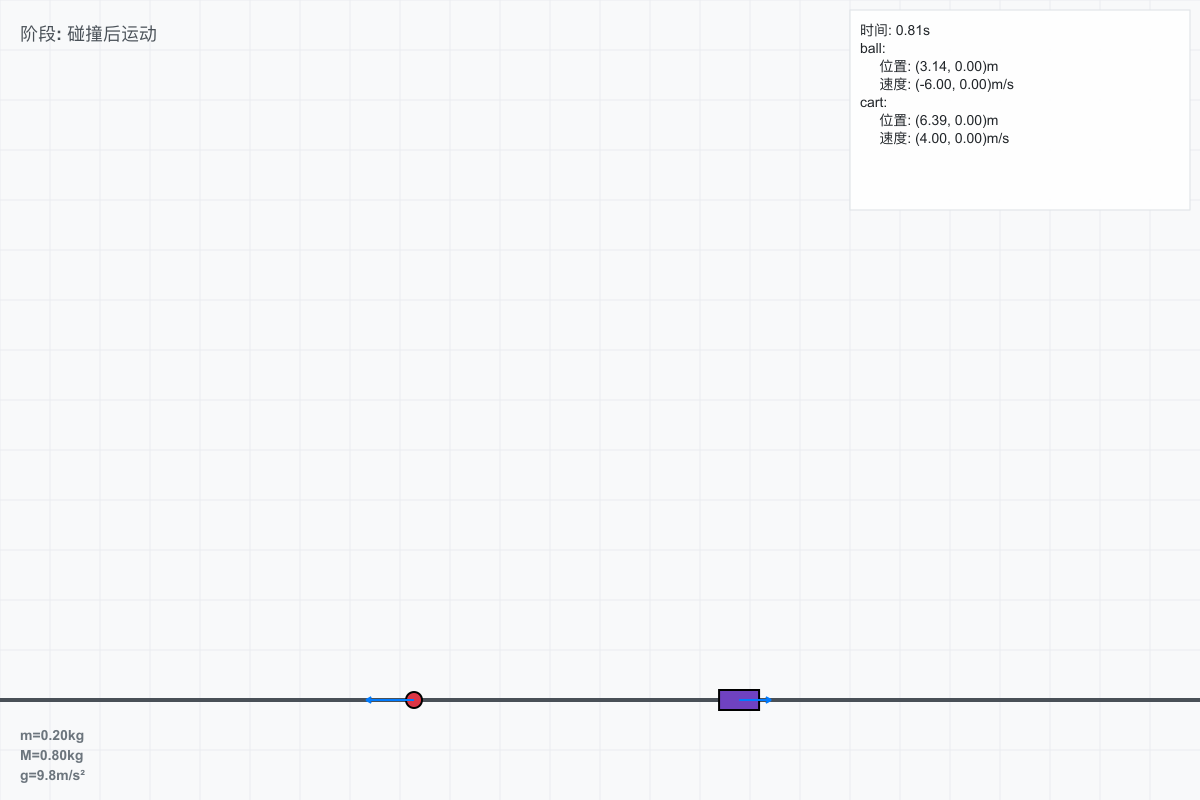 阶段: 碰撞后运动
时间: 0.81s
ball:
位置: (3.14, 0.00)m
速度: (-6.00, 0.00)m/s
cart:
位置: (6.39, 0.00)m
速度: (4.00, 0.00)m/s
m=0.20kg
M=0.80kg
g=9.8m/s²